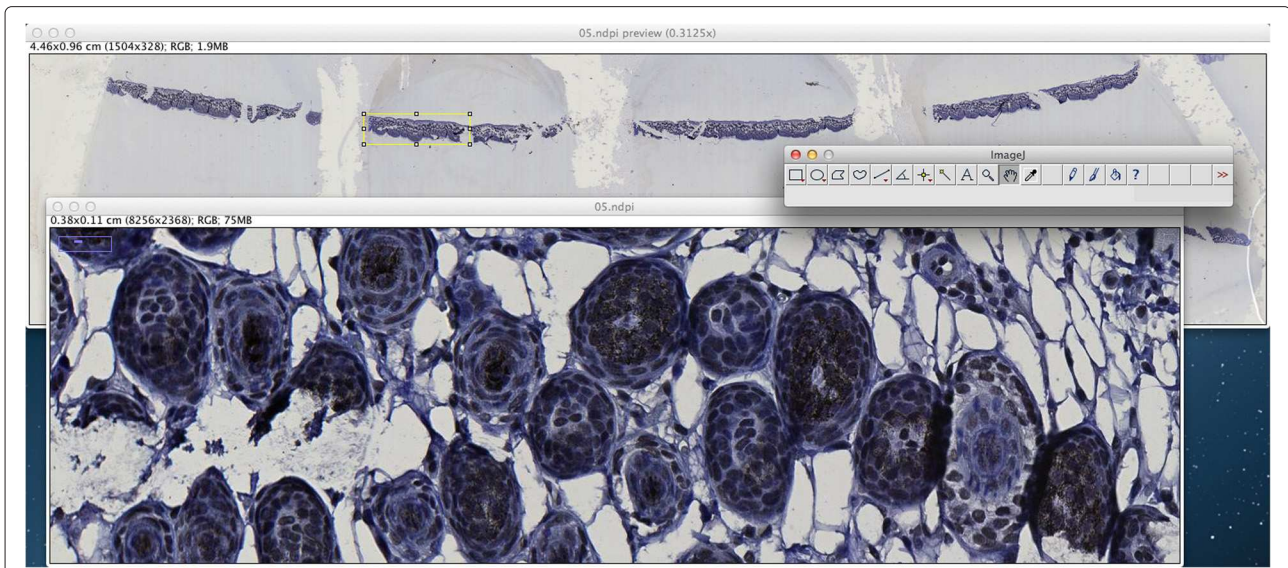 05.ndpi preview (0.3125x)
4.46x0.96 cm (1504x328); RGB; 1.9MB
ImageJ
A
?
>>
05.ndpi
0.38x0.11 cm (8256x2368); RGB; 75MB